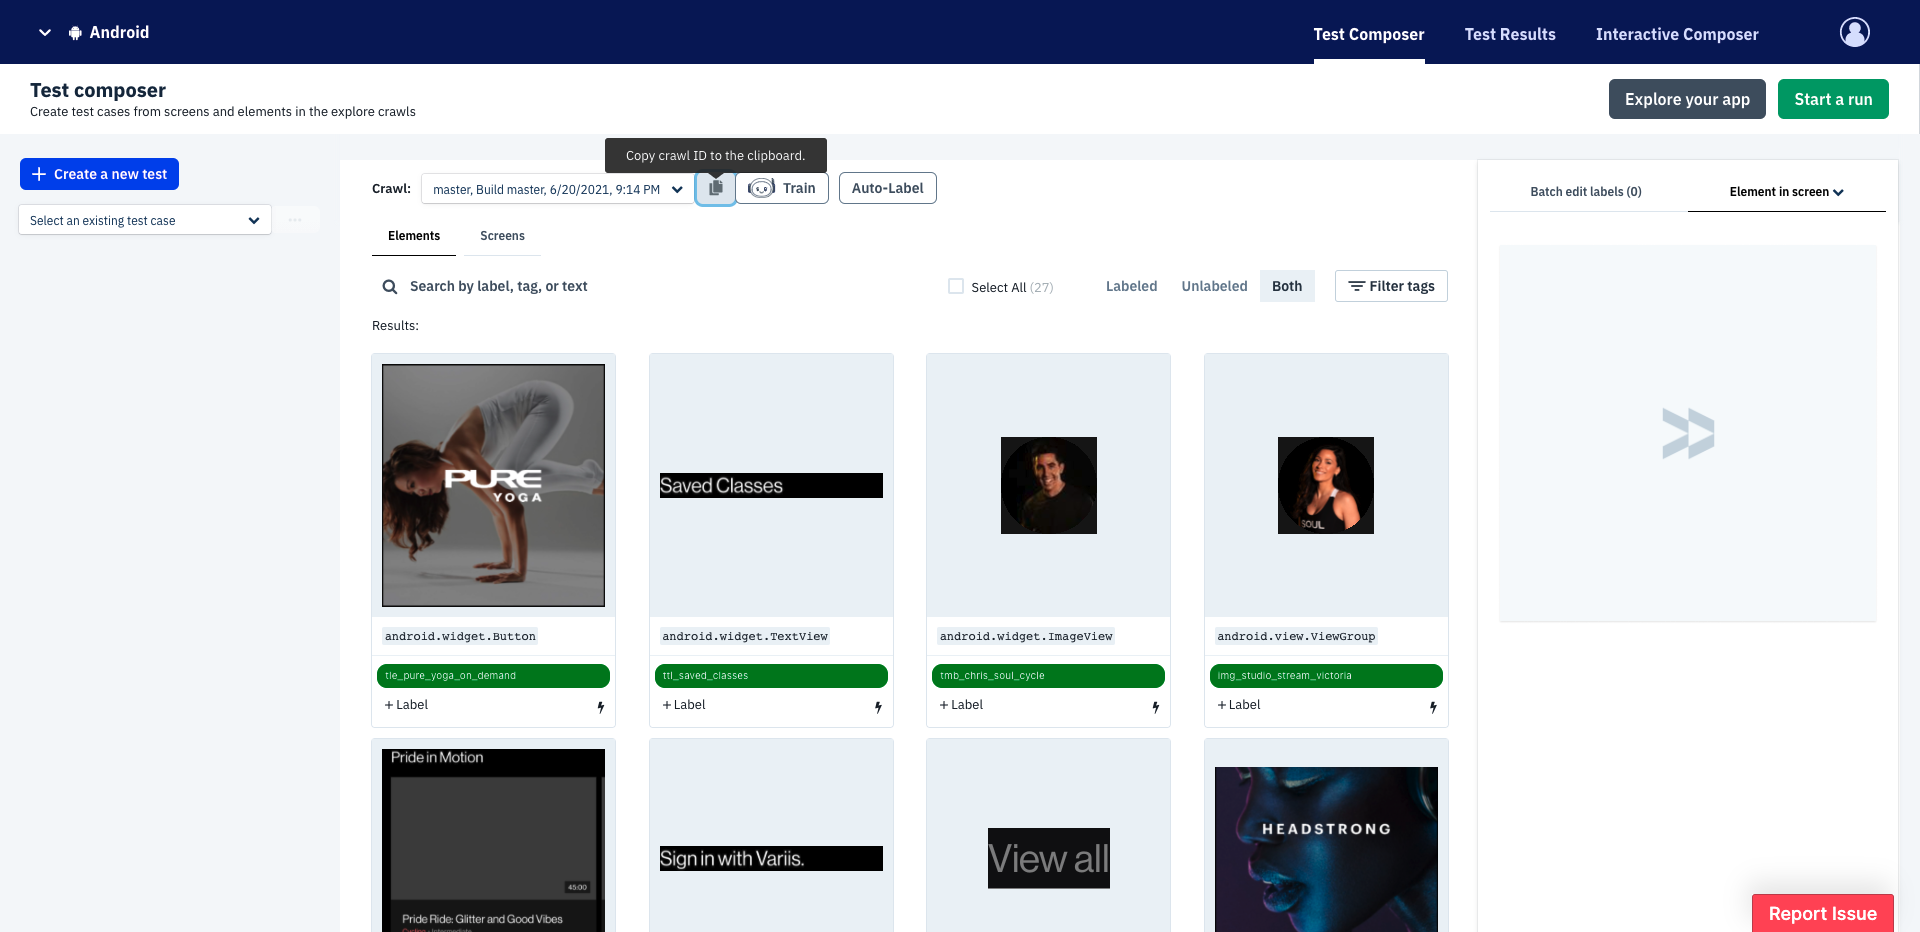 Android
Test Composer
Test Results
Interactive Composer
Test composer
Create test cases from screens and elements in the explore crawls
Explore your app
Start a run
Create a new test
Select an existing test case
Copy crawl ID to the clipboard.
Crawl:
master, Build master, 6/20/2021, 9:14 PM
Train
Auto-Label
Batch edit labels (0)
Element in screen
Elements
Screens
Search by label, tag, or text
Select All (27)
Labeled
Unlabeled
Both
Filter tags
Results:
PURE
YOGA
Saved Classes
SOUL
android.widget.Button
android.widget.TextView
android.widget.ImageView
android.view.ViewGroup
tle_pure_yoga_on_demand
ttl_saved_classes
tmb_chris_soul_cycle
img_studio_stream_victoria
+ Label
+ Label
+ Label
+ Label
Pride in Motion
45:00
Pride Ride: Glitter and Good Vibes
Cycling · Intermediate
Sign in with Variis.
View all
HEADSTRONG
Report Issue